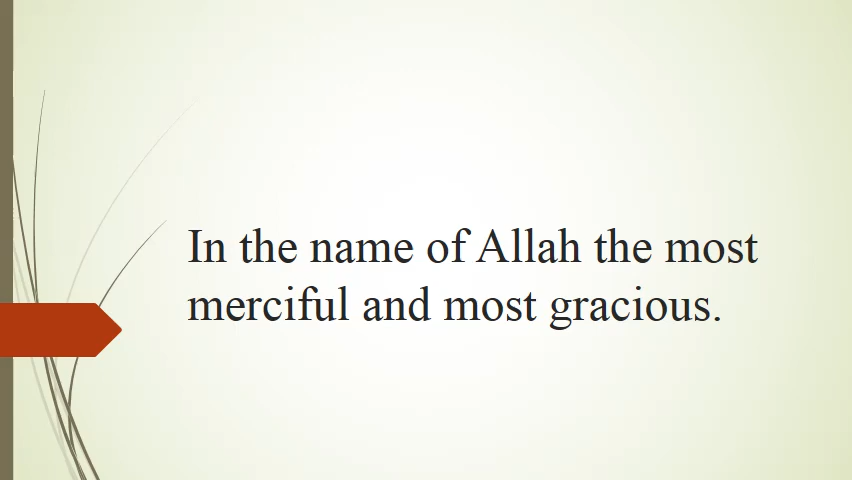 In the name of Allah the most
merciful and most gracious.